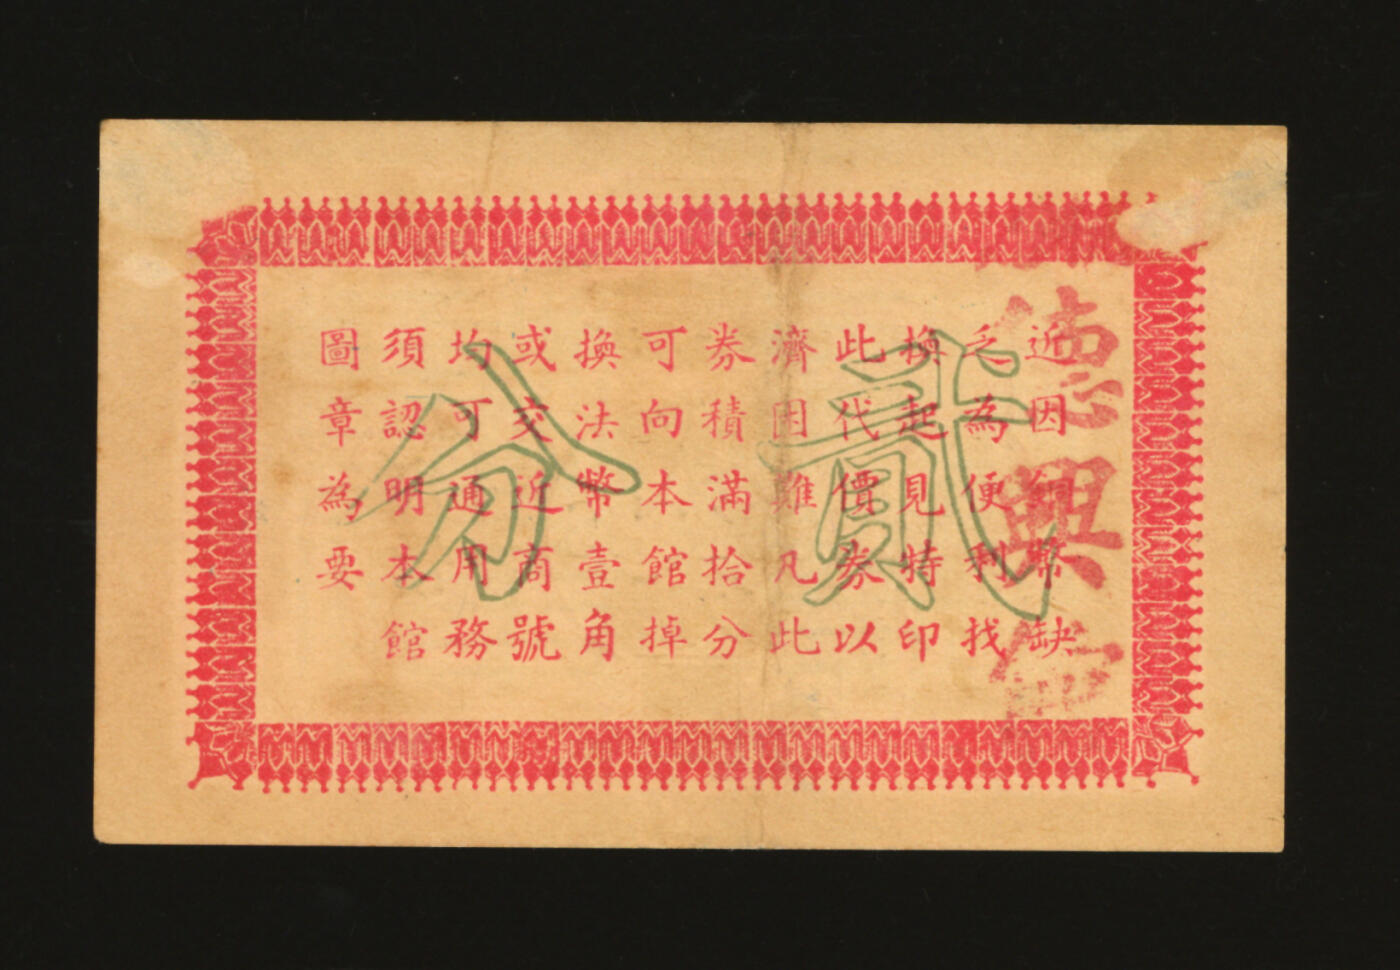 德興
近因銅幣缺
乏為便利找
換起見特印
此代價券以
濟困難凡此
券積滿拾分
可向本館掉
換法幣壹角
或交近商號
均可通用務
須認明本館
圖章為要
貳分